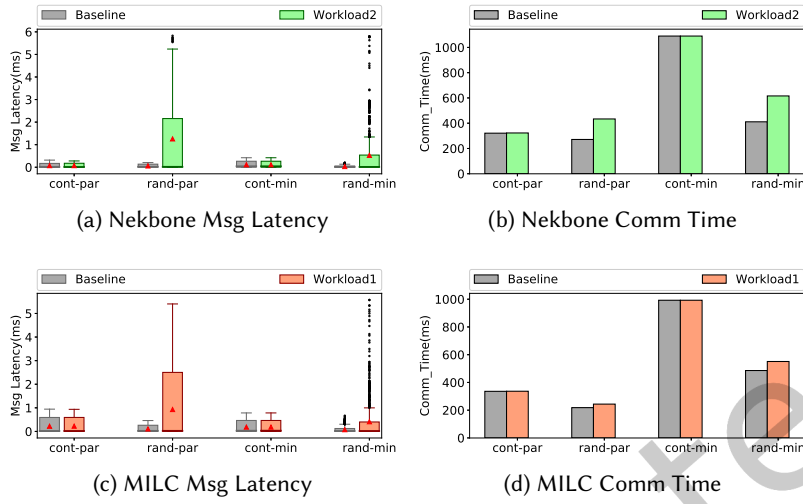 Baseline Workload2
Msg Latency(ms)
6
5
4
3
2
1
0
cont-par rand-par cont-min rand-min
(a) Nekbone Msg Latency
Baseline Workload2
Comm_Time(ms)
1000
800
600
400
200
0
cont-par rand-par cont-min rand-min
(b) Nekbone Comm Time
Baseline Workload1
Msg Latency(ms)
5
4
3
2
1
0
cont-par rand-par cont-min rand-min
(c) MILC Msg Latency
Baseline Workload1
Comm_Time(ms)
1000
800
600
400
200
0
cont-par rand-par cont-min rand-min
(d) MILC Comm Time
te